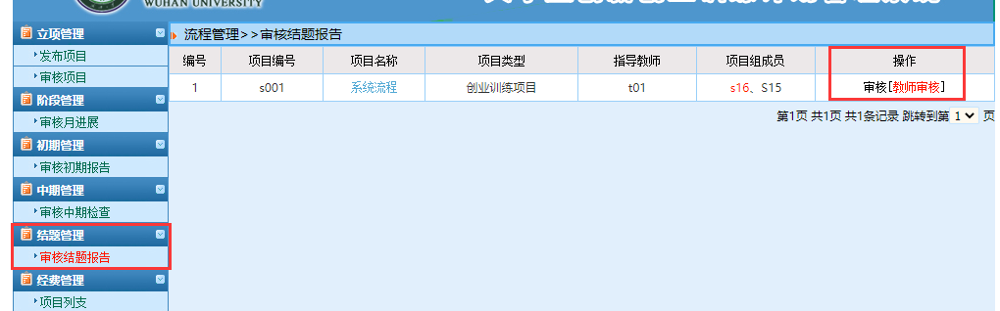 WUHAN UNIVERSITY
立项管理
发布项目
审核项目
阶段管理
审核月进展
初期管理
审核初期报告
中期管理
审核中期检查
结题管理
审核结题报告
经费管理
项目列支
流程管理>>审核结题报告
编号 项目编号 项目名称 项目类型 指导教师 项目组成员 操作
1 s001 系统流程 创业训练项目 t01 s16、S15 审核[教师审核]
第1页 共1页 共1条记录 跳转到第 1 页